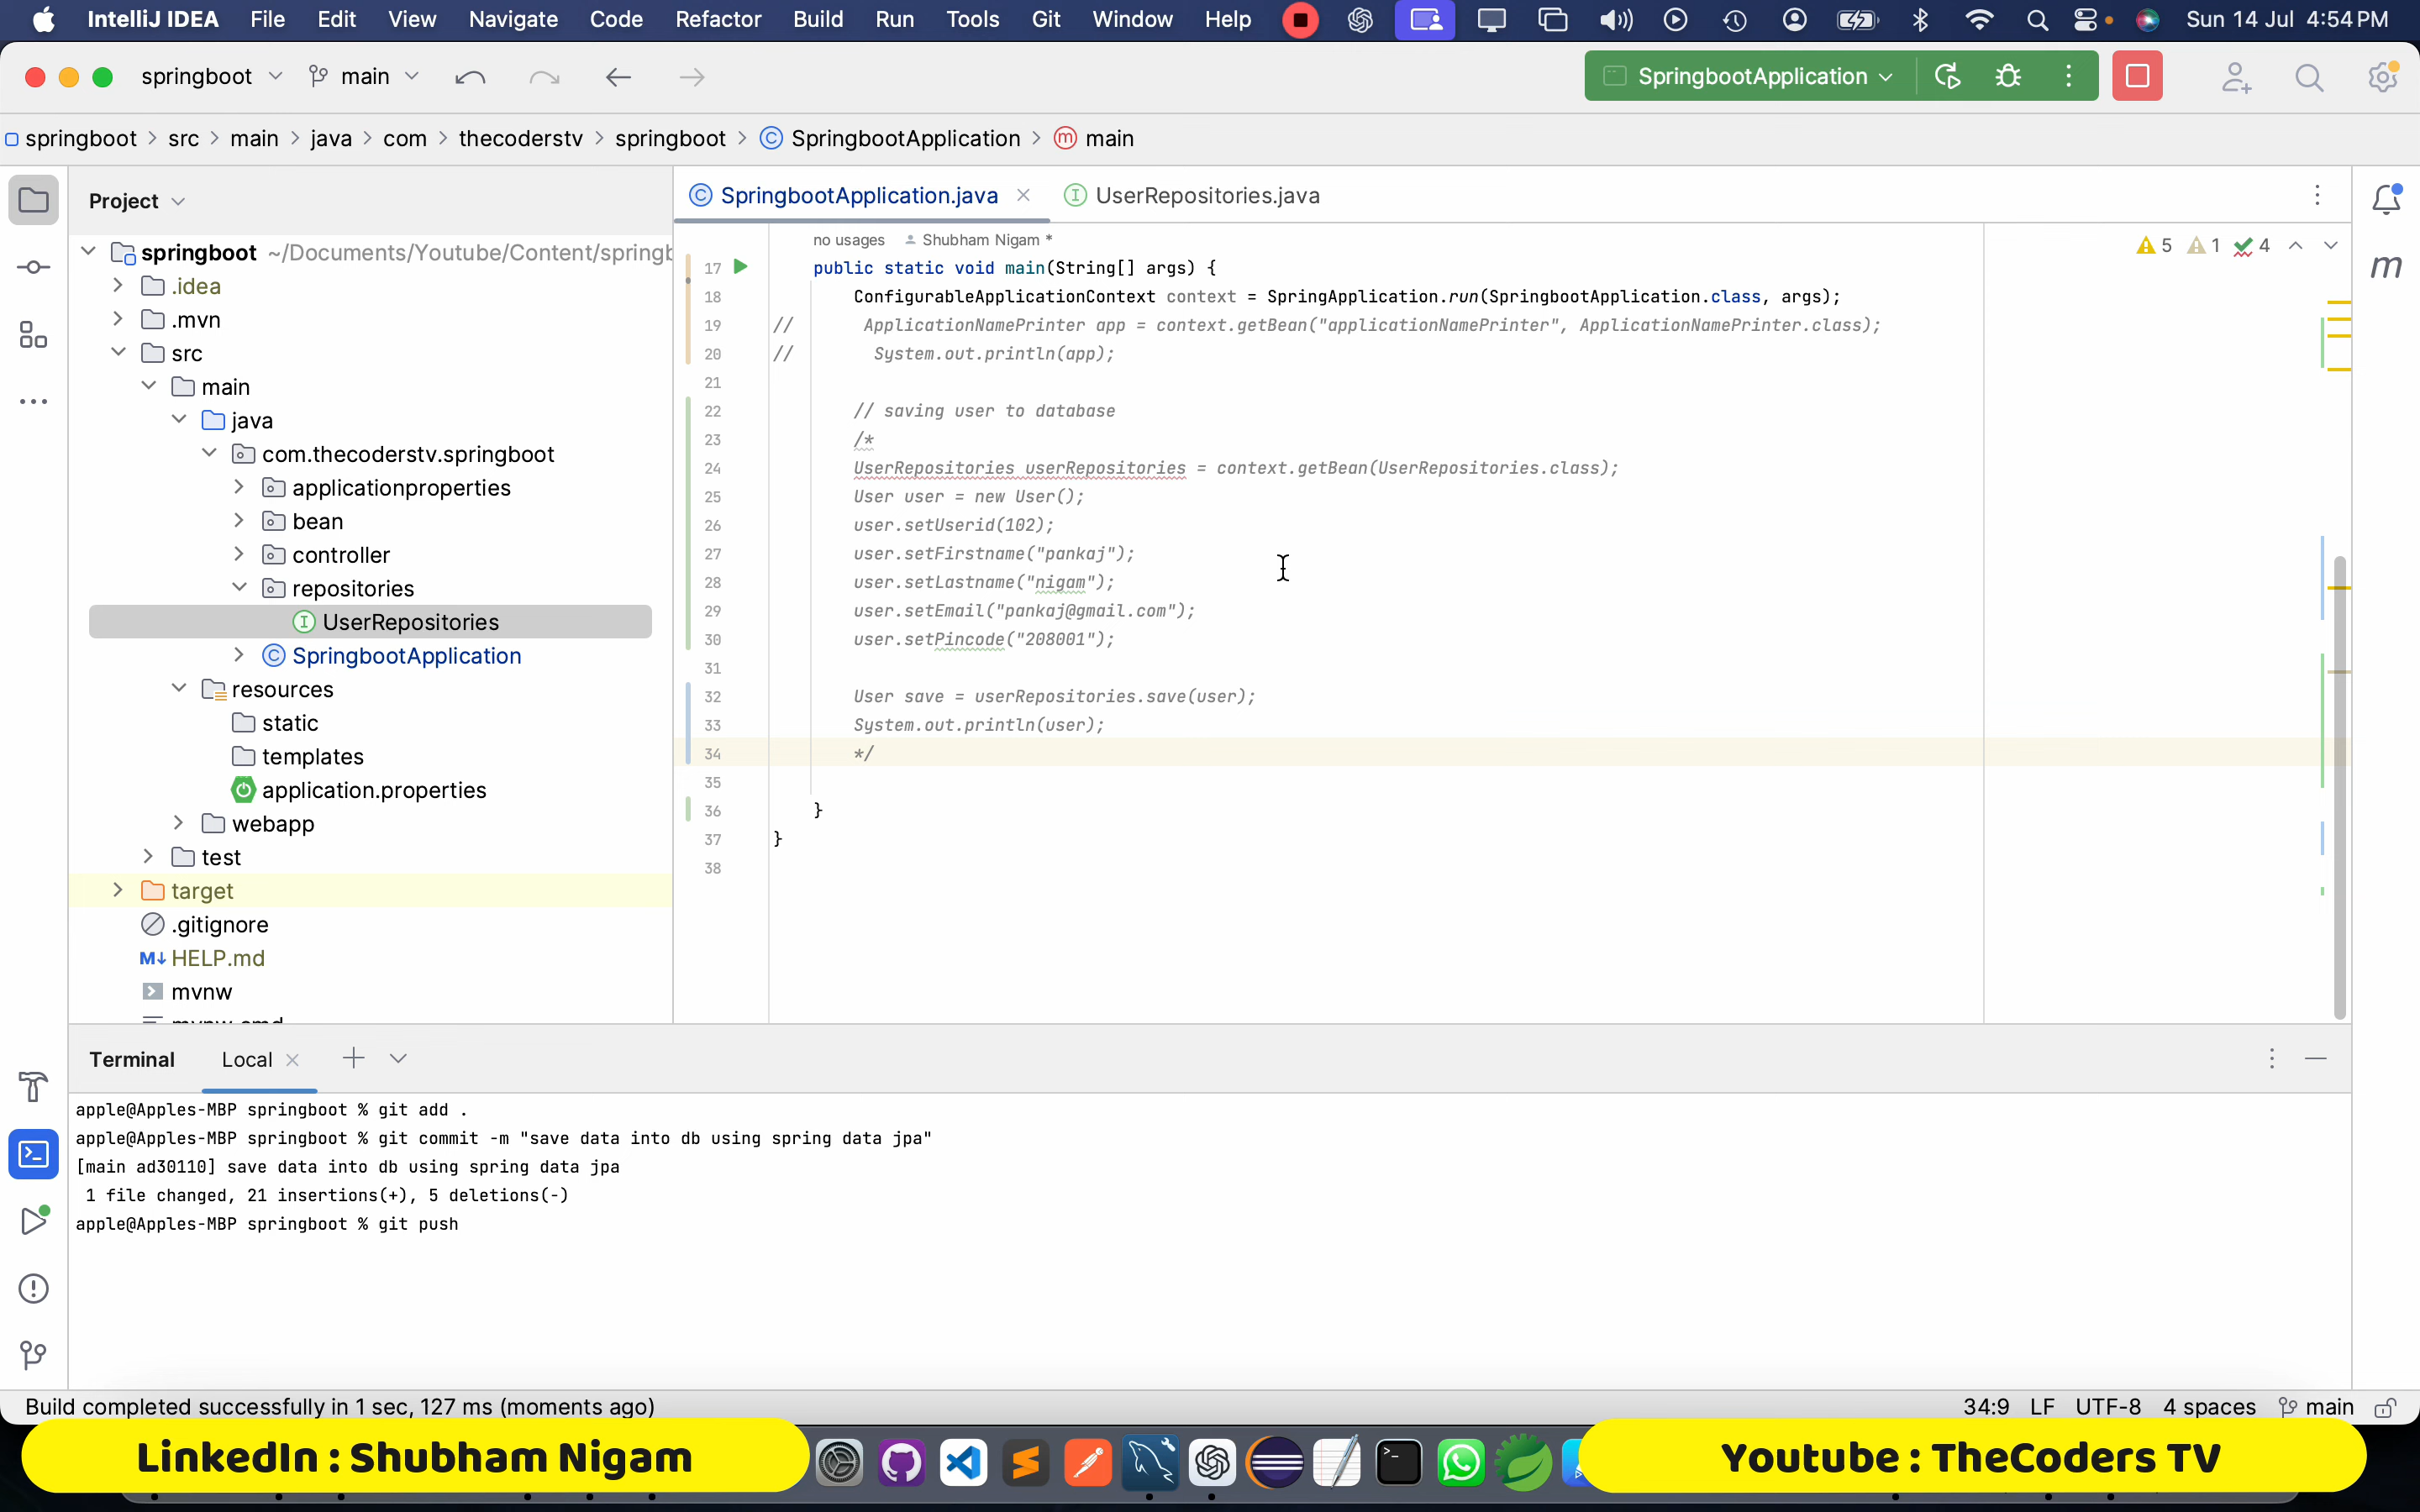 IntelliJ IDEA File Edit View Navigate Code Refactor Build Run Tools Git Window Help Sun 14 Jul 4:54 PM
springboot main SpringbootApplication
springboot > src > main > java > com > thecoderstv > springboot > SpringbootApplication > main
Project
SpringbootApplication.java UserRepositories.java
springboot ~/Documents/Youtube/Content/springb
.idea
.mvn
src
main
java
com.thecoderstv.springboot
applicationproperties
bean
controller
repositories
UserRepositories
SpringbootApplication
resources
static
templates
application.properties
webapp
test
target
.gitignore
HELP.md
mvnw
no usages Shubham Nigam *
5 1 4
17 public static void main(String[] args) {
18 ConfigurableApplicationContext context = SpringApplication.run(SpringbootApplication.class, args);
19 // ApplicationNamePrinter app = context.getBean("applicationNamePrinter", ApplicationNamePrinter.class);
20 // System.out.println(app);
21
22 // saving user to database
23 /*
24 UserRepositories userRepositories = context.getBean(UserRepositories.class);
25 User user = new User();
26 user.setUserid(102);
27 user.setFirstname("pankaj");
28 user.setLastname("nigam");
29 user.setEmail("pankaj@gmail.com");
30 user.setPincode("208001");
31
32 User save = userRepositories.save(user);
33 System.out.println(user);
34 */
35
36 }
37 }
38
Terminal Local
apple@Apples-MBP springboot % git add .
apple@Apples-MBP springboot % git commit -m "save data into db using spring data jpa"
[main ad30110] save data into db using spring data jpa
1 file changed, 21 insertions(+), 5 deletions(-)
apple@Apples-MBP springboot % git push
Build completed successfully in 1 sec, 127 ms (moments ago) 34:9 LF UTF-8 4 spaces main
LinkedIn : Shubham Nigam
Youtube : TheCoders TV